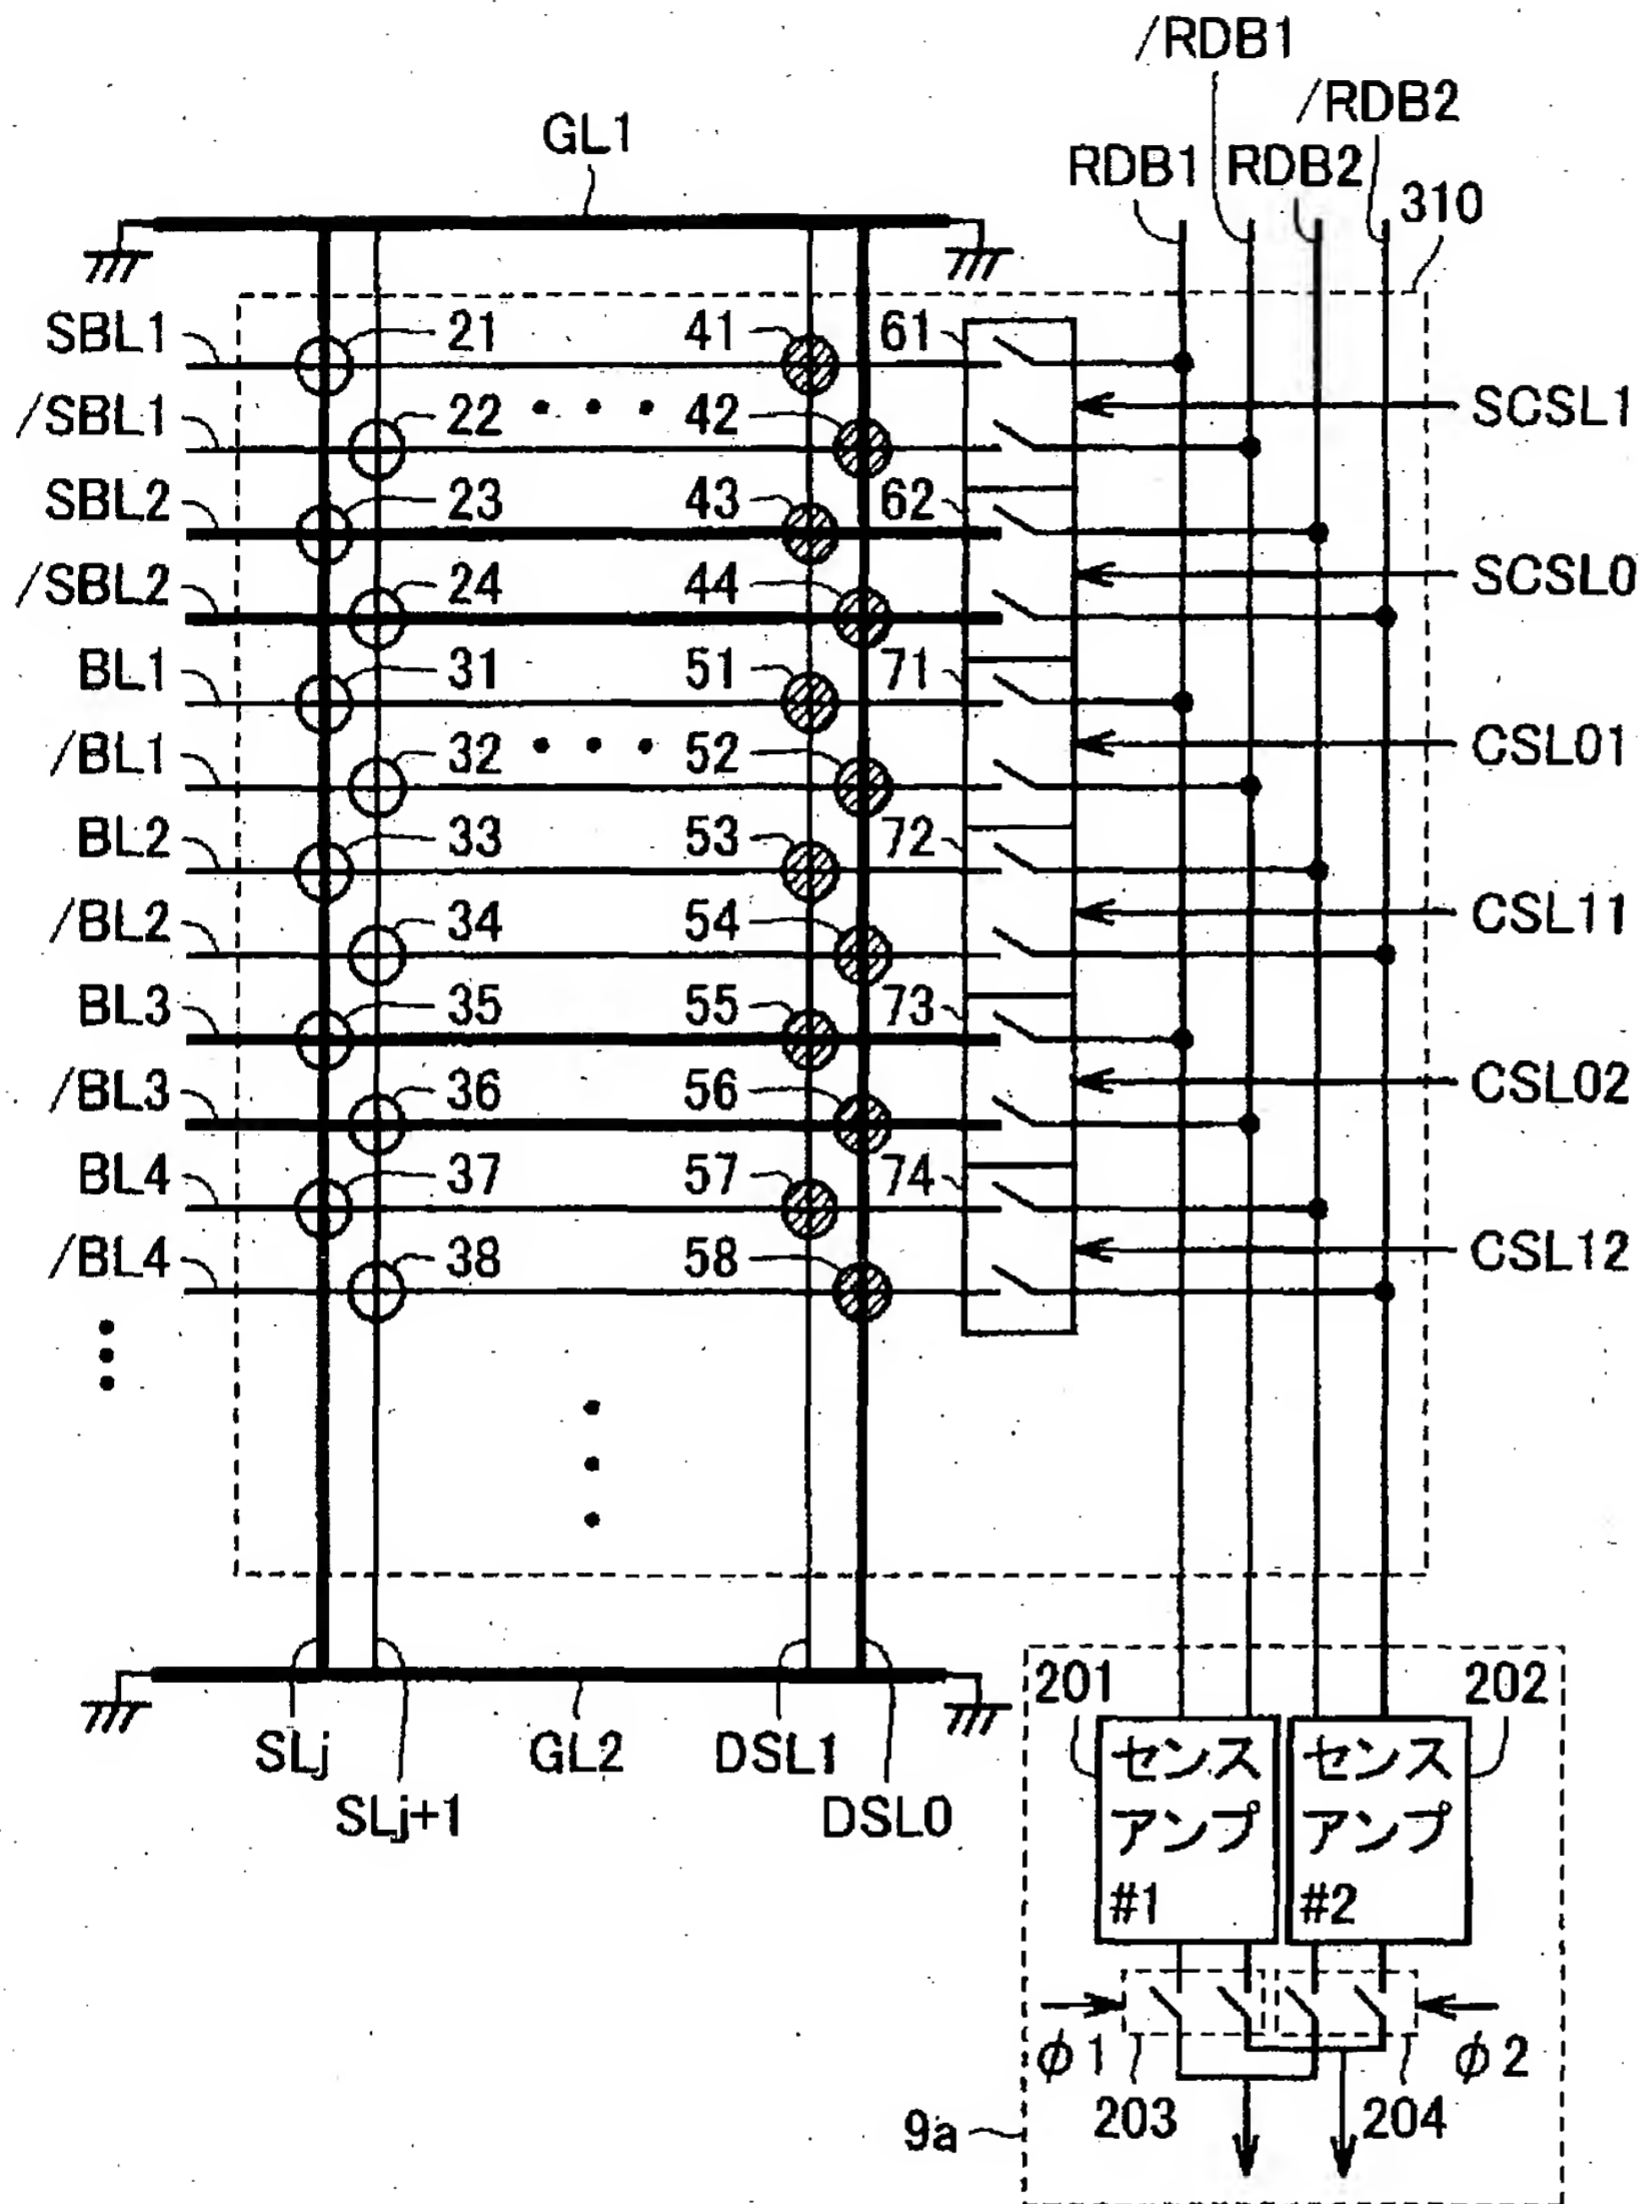 /RDB1
/RDB2
GL1
RDB1 RDB2
310
SBL1 21 41 61
/SBL1 22 42 SCSL1
SBL2 23 43 62
/SBL2 24 44 SCSL0
BL1 31 51 71
/BL1 32 52 CSL01
BL2 33 53 72
/BL2 34 54 CSL11
BL3 35 55 73
/BL3 36 56 CSL02
BL4 37 57 74
/BL4 38 58 CSL12
201 202
SLj GL2 DSL1
SLj+1 DSL0
センス
アンプ
#1
センス
アンプ
#2
φ1 φ2
203 204
9a